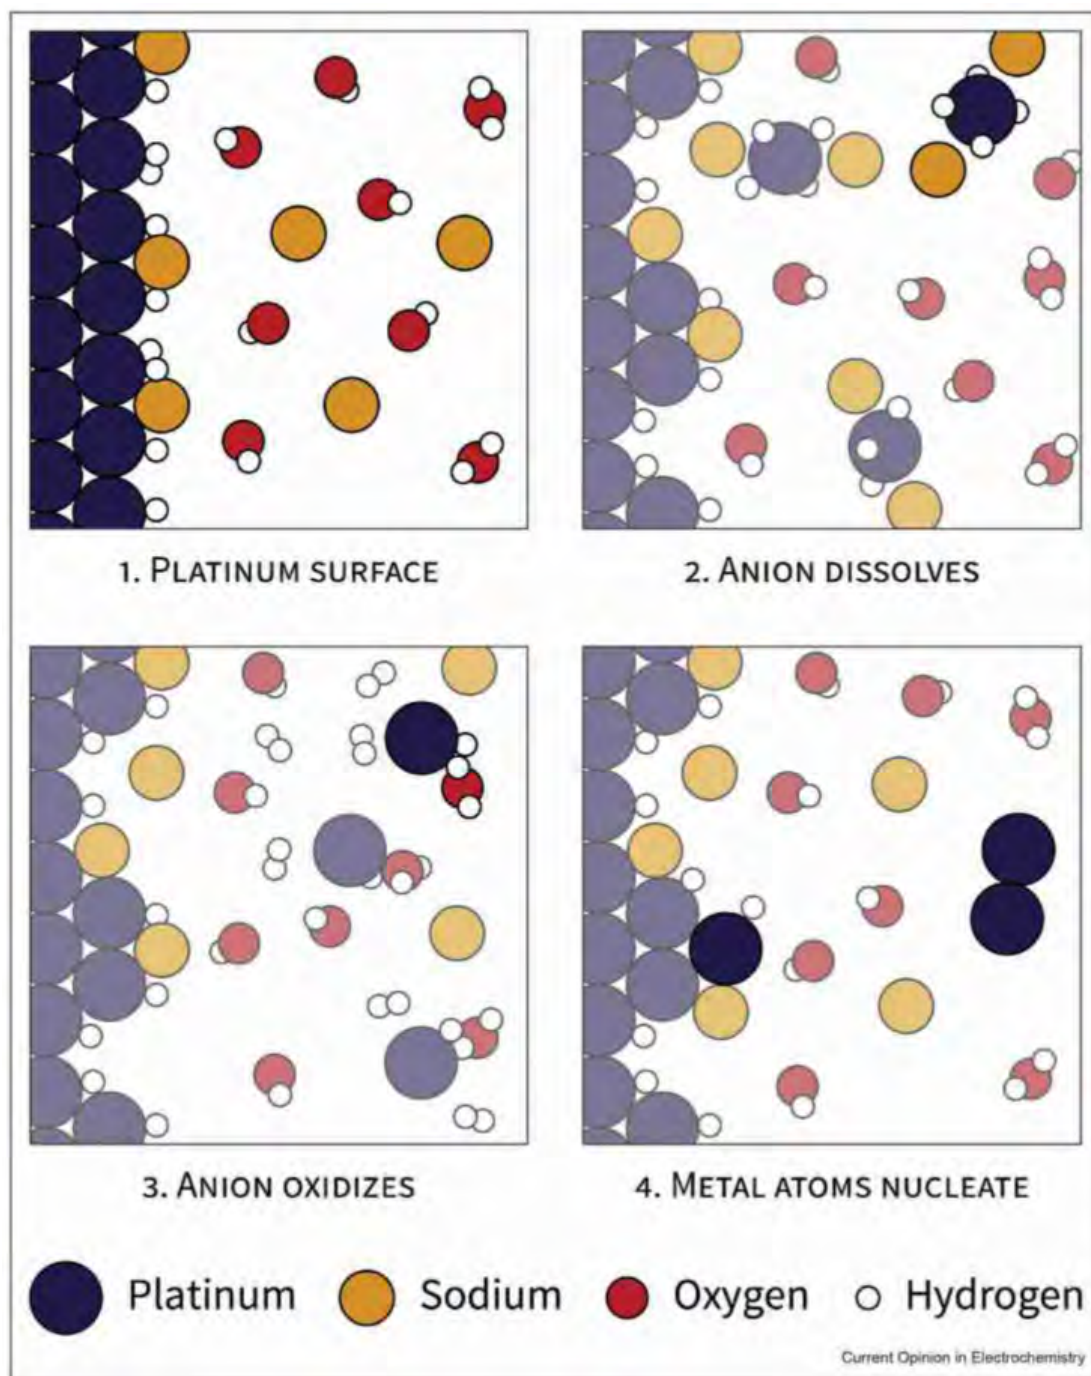 1. Platinum surface
2. Anion dissolves
3. Anion oxidizes
4. Metal atoms nucleate
Platinum
Sodium
Oxygen
Hydrogen
Current Opinion in Electrochemistry